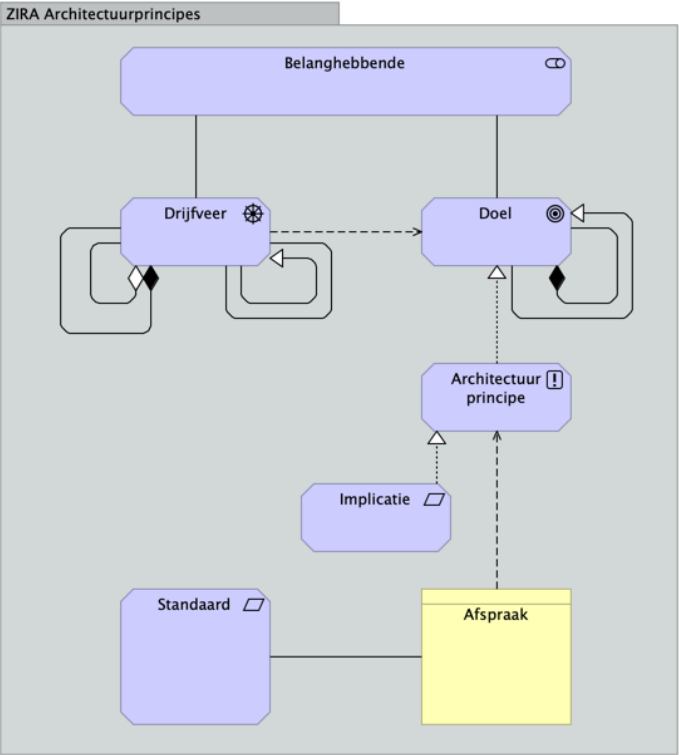 ZIRA Architectuurprincipes
Belanghebbende
Drijfveer
Doel
Architectuur
principe
Implicatie
Standaard
Afspraak